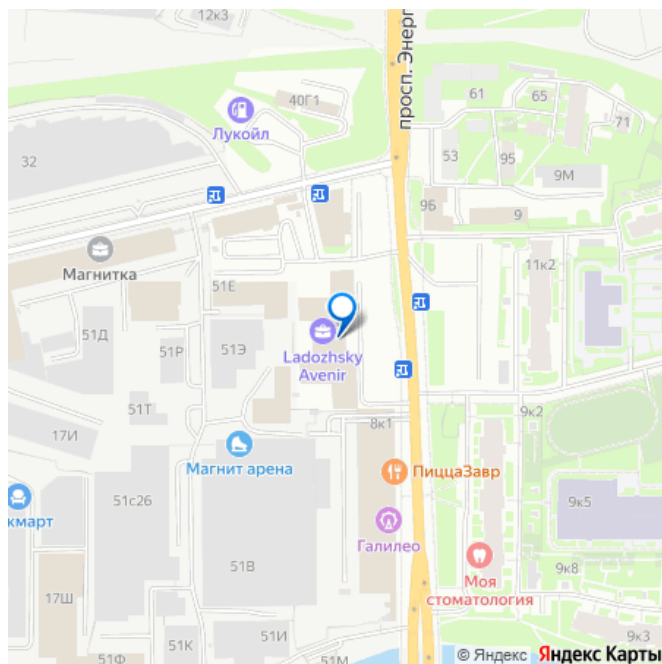 12к3
просп. Энерг
40Г1
Лукойл
61
65
71
53
95
32
9М
9Б
9
Магнитка
51Е
11к2
51Д
51Р
51Э
Ladozhsky
Avenir
51Т
8к1
9к2
17И
Магнит арена
ПиццаЗавр
кмарт
51с26
9к5
Галилео
51В
Моя
стоматология
9к8
17Ш
51К
51И
9к3
51Ф
51М
© Яндекс Яндекс Карты